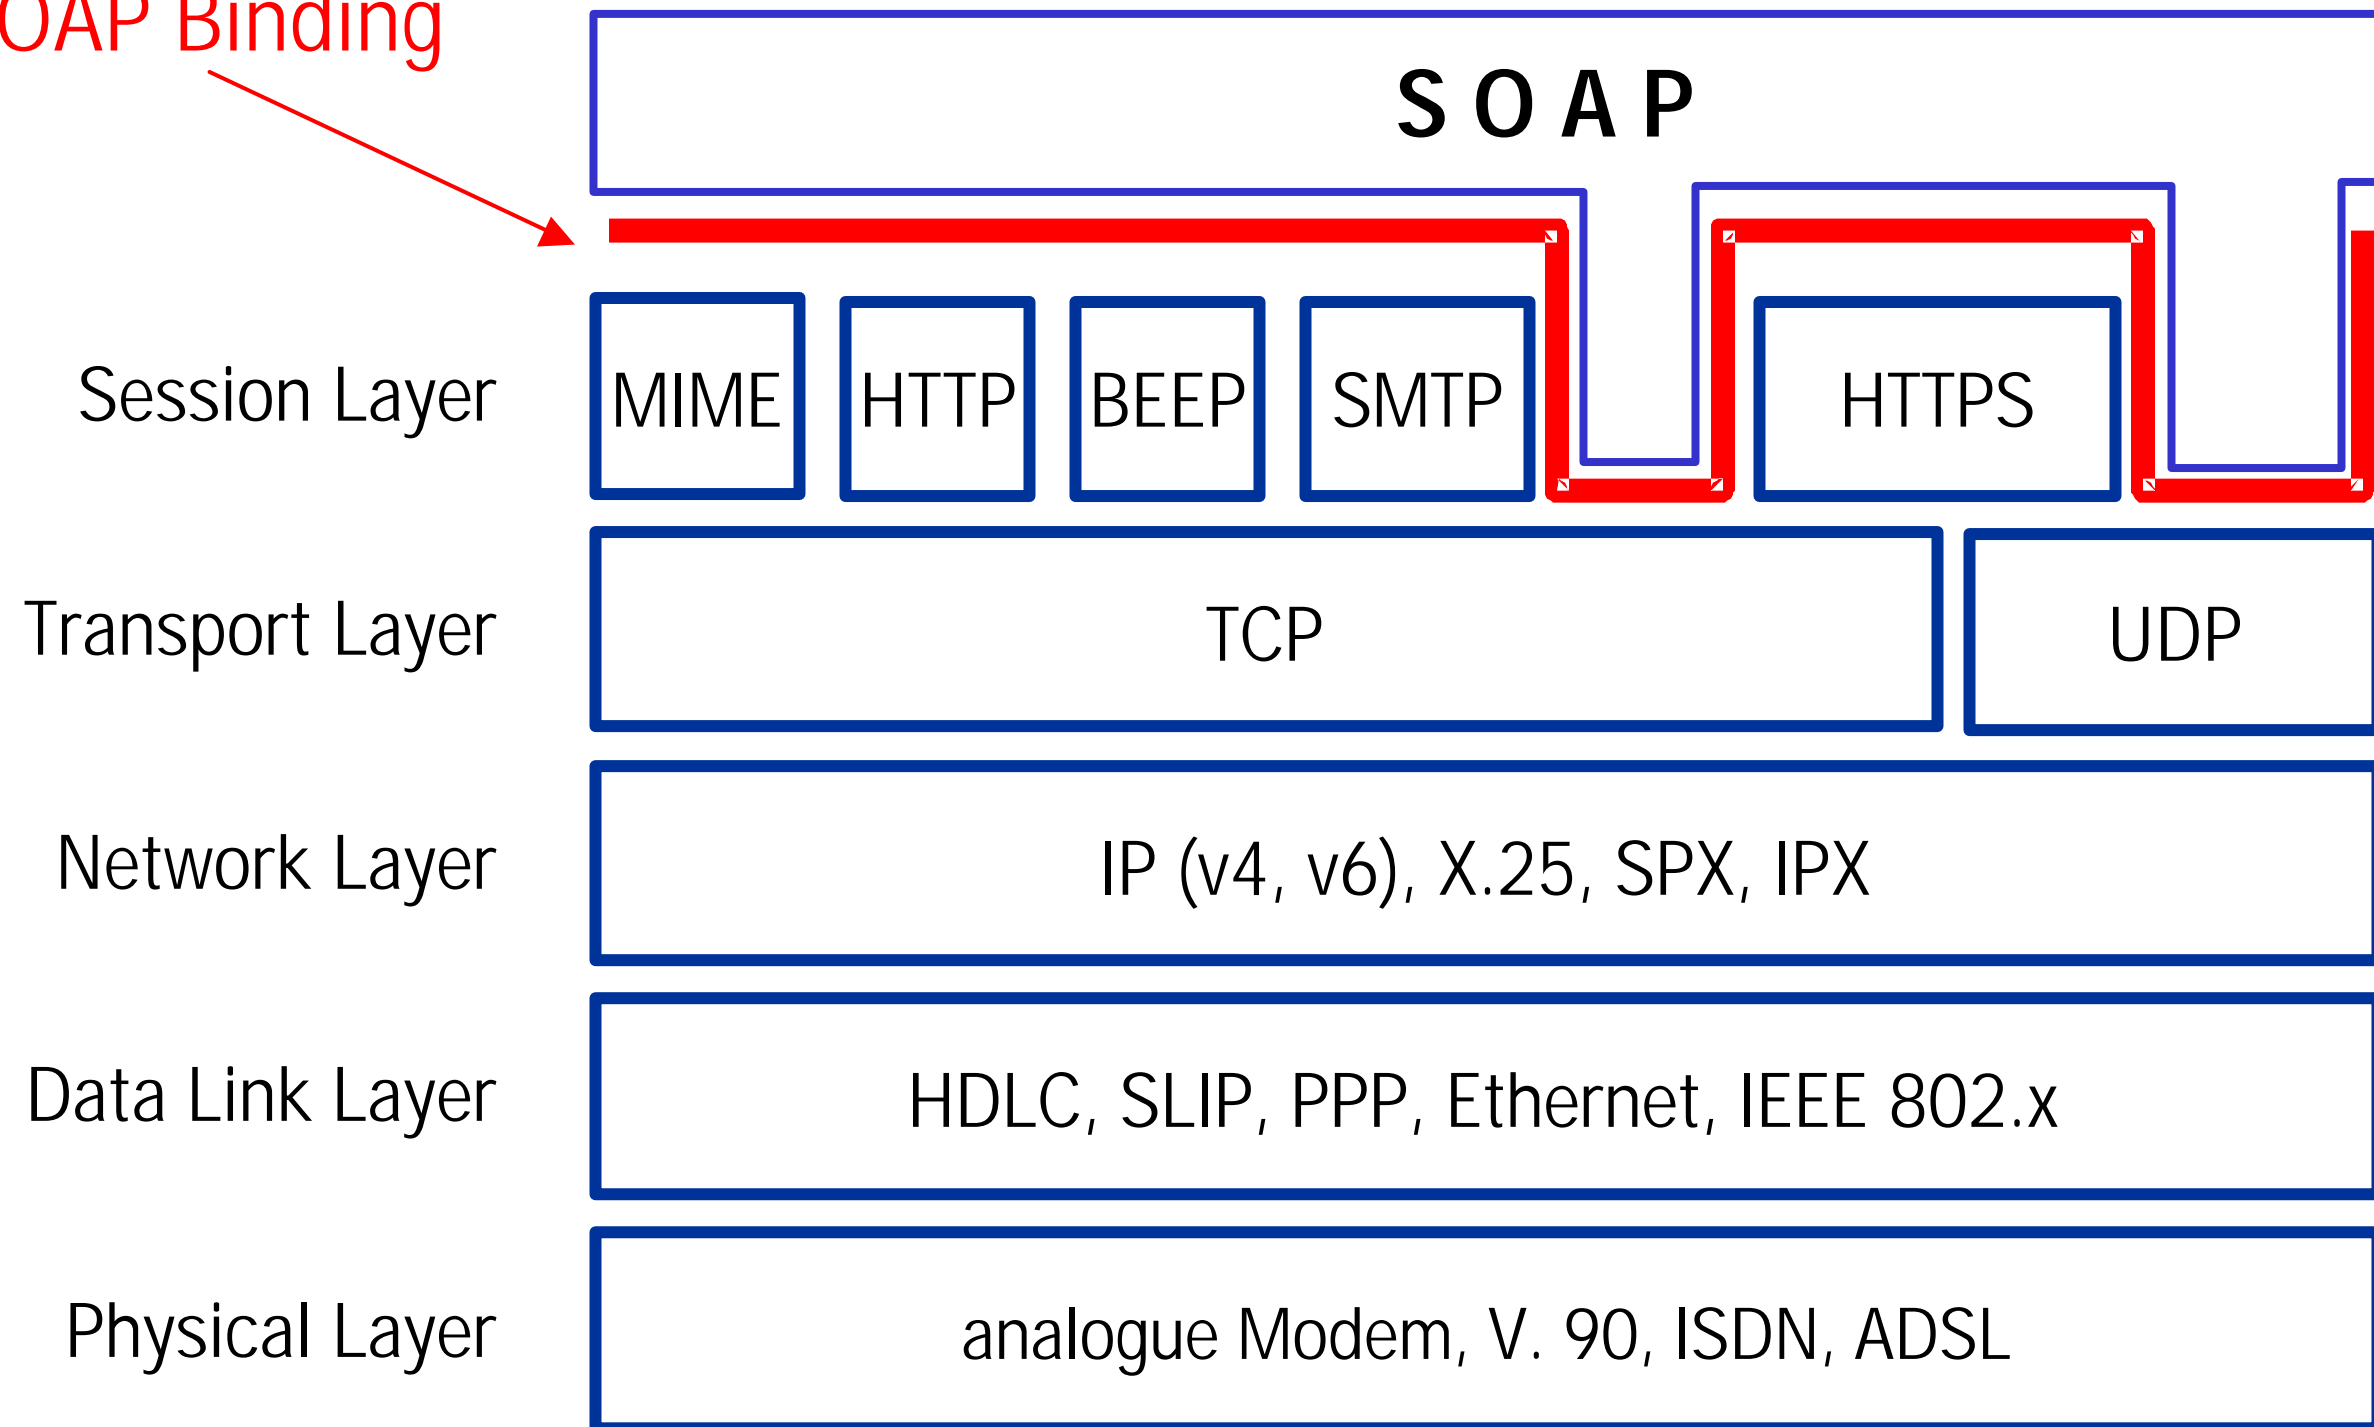 OAP Binding
S O A P
Session Layer
MIME
HTTP
BEEP
SMTP
HTTPS
Transport Layer
TCP
UDP
Network Layer
IP (v4, v6), X.25, SPX, IPX
Data Link Layer
HDLC, SLIP, PPP, Ethernet, IEEE 802.x
Physical Layer
analogue Modem, V. 90, ISDN, ADSL